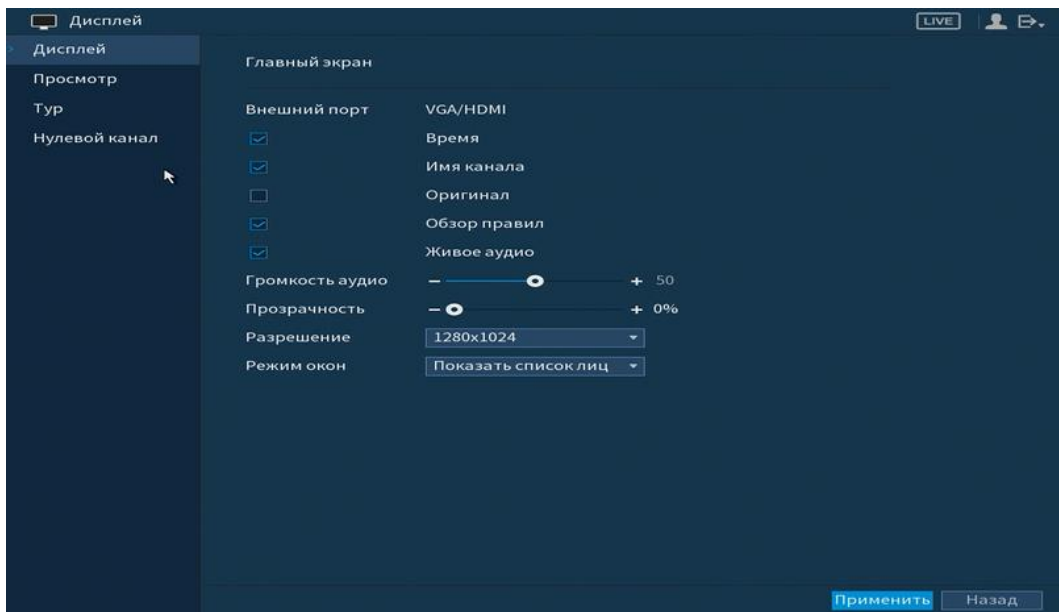 Дисплей
LIVE
Дисплей
Просмотр
Тур
Нулевой канал
Главный экран
Внешний порт VGA/HDMI
Время
Имя канала
Оригинал
Обзор правил
Живое аудио
Громкость аудио − + 50
Прозрачность − + 0%
Разрешение 1280x1024
Режим окон Показать список лиц
Применить Назад